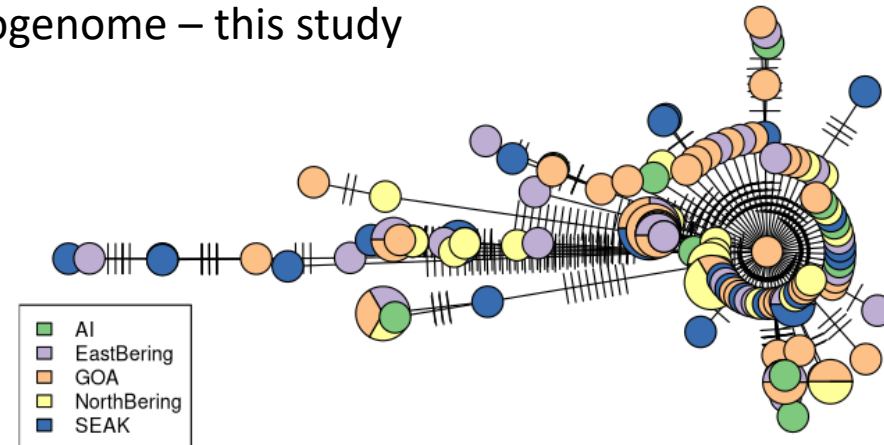 ogenome – this study
AI
EastBering
GOA
NorthBering
SEAK